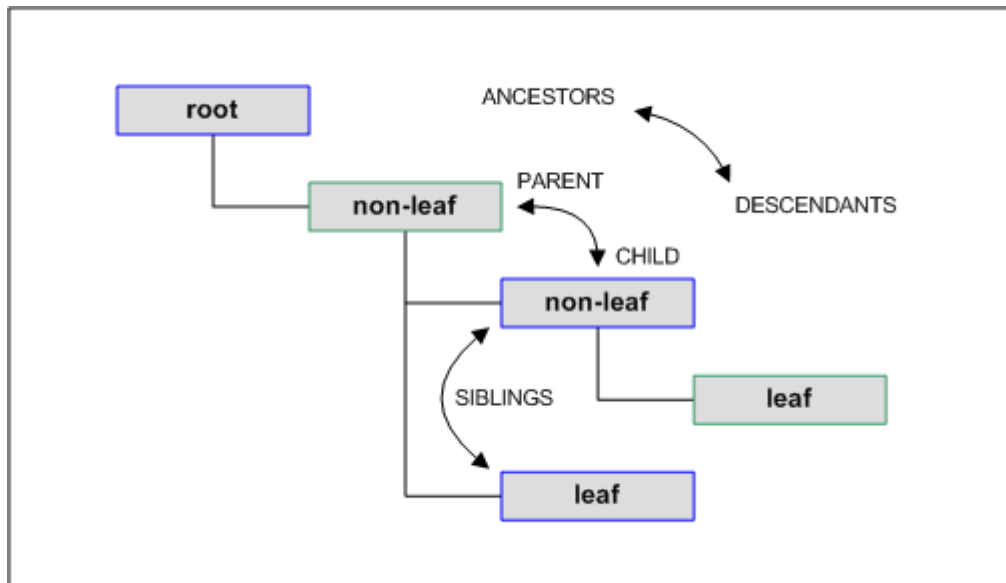 ANCESTORS
root
PARENT
non-leaf
DESCENDANTS
CHILD
non-leaf
SIBLINGS
leaf
leaf